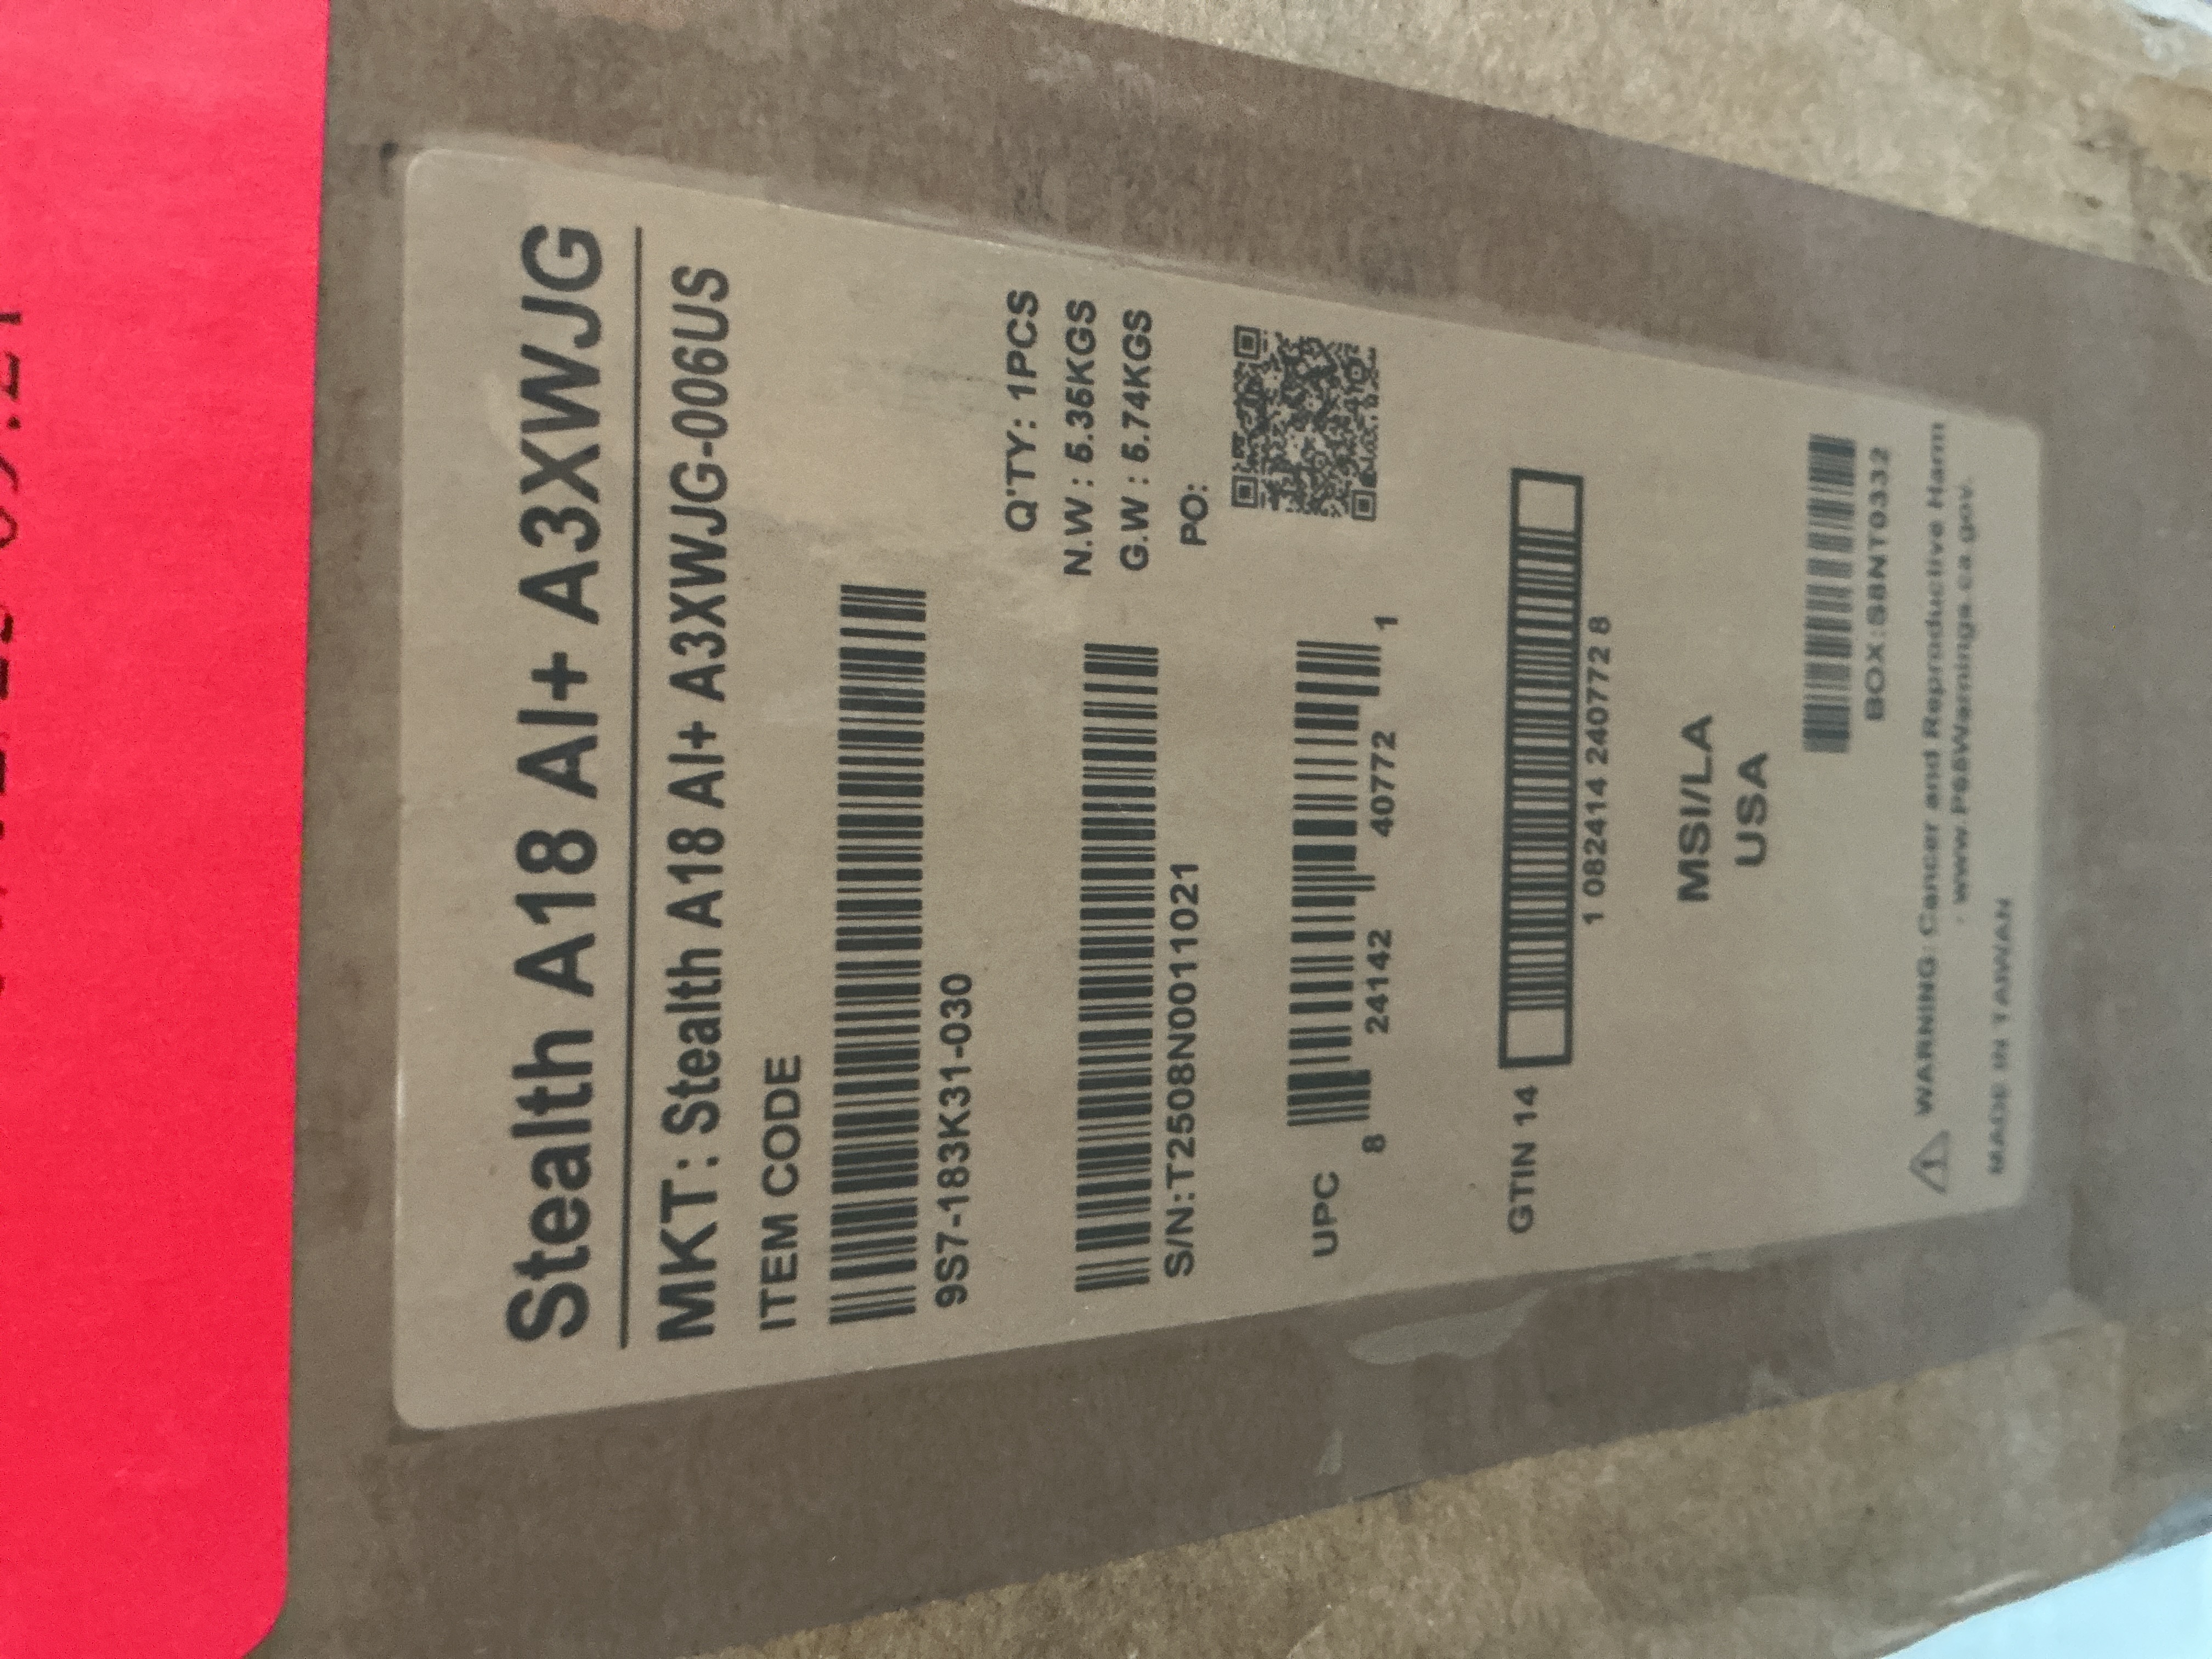 Stealth A18 AI+ A3XWJG
MKT: Stealth A18 AI+ A3XWJG-006US
ITEM CODE
9S7-183K31-030
Q'TY: 1PCS
N.W : 5.35KGS
G.W : 5.74KGS
PO:
S/N:T2508N0011021
UPC
8 24142 40772 1
GTIN 14
1 082414 240772 8
MSI/LA
USA
BOX:S8NT0332
WARNING: Cancer and Reproductive Harm
- www.P65Warnings.ca.gov.
MADE IN TAIWAN